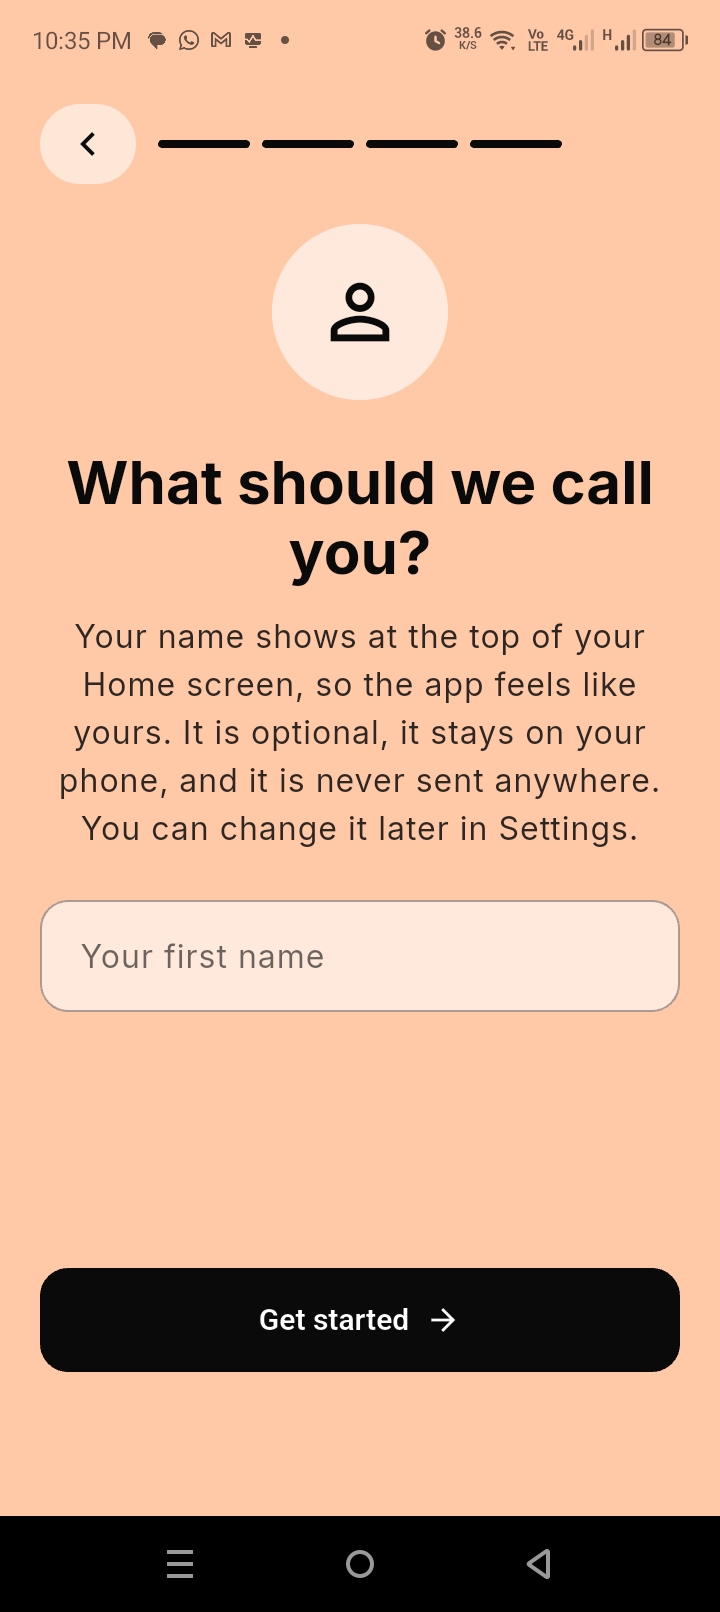 10:35 PM
38.6
K/S
Vo
LTE
4G
H
84
What should we call
you?
Your name shows at the top of your
Home screen, so the app feels like
yours. It is optional, it stays on your
phone, and it is never sent anywhere.
You can change it later in Settings.
Your first name
Get started